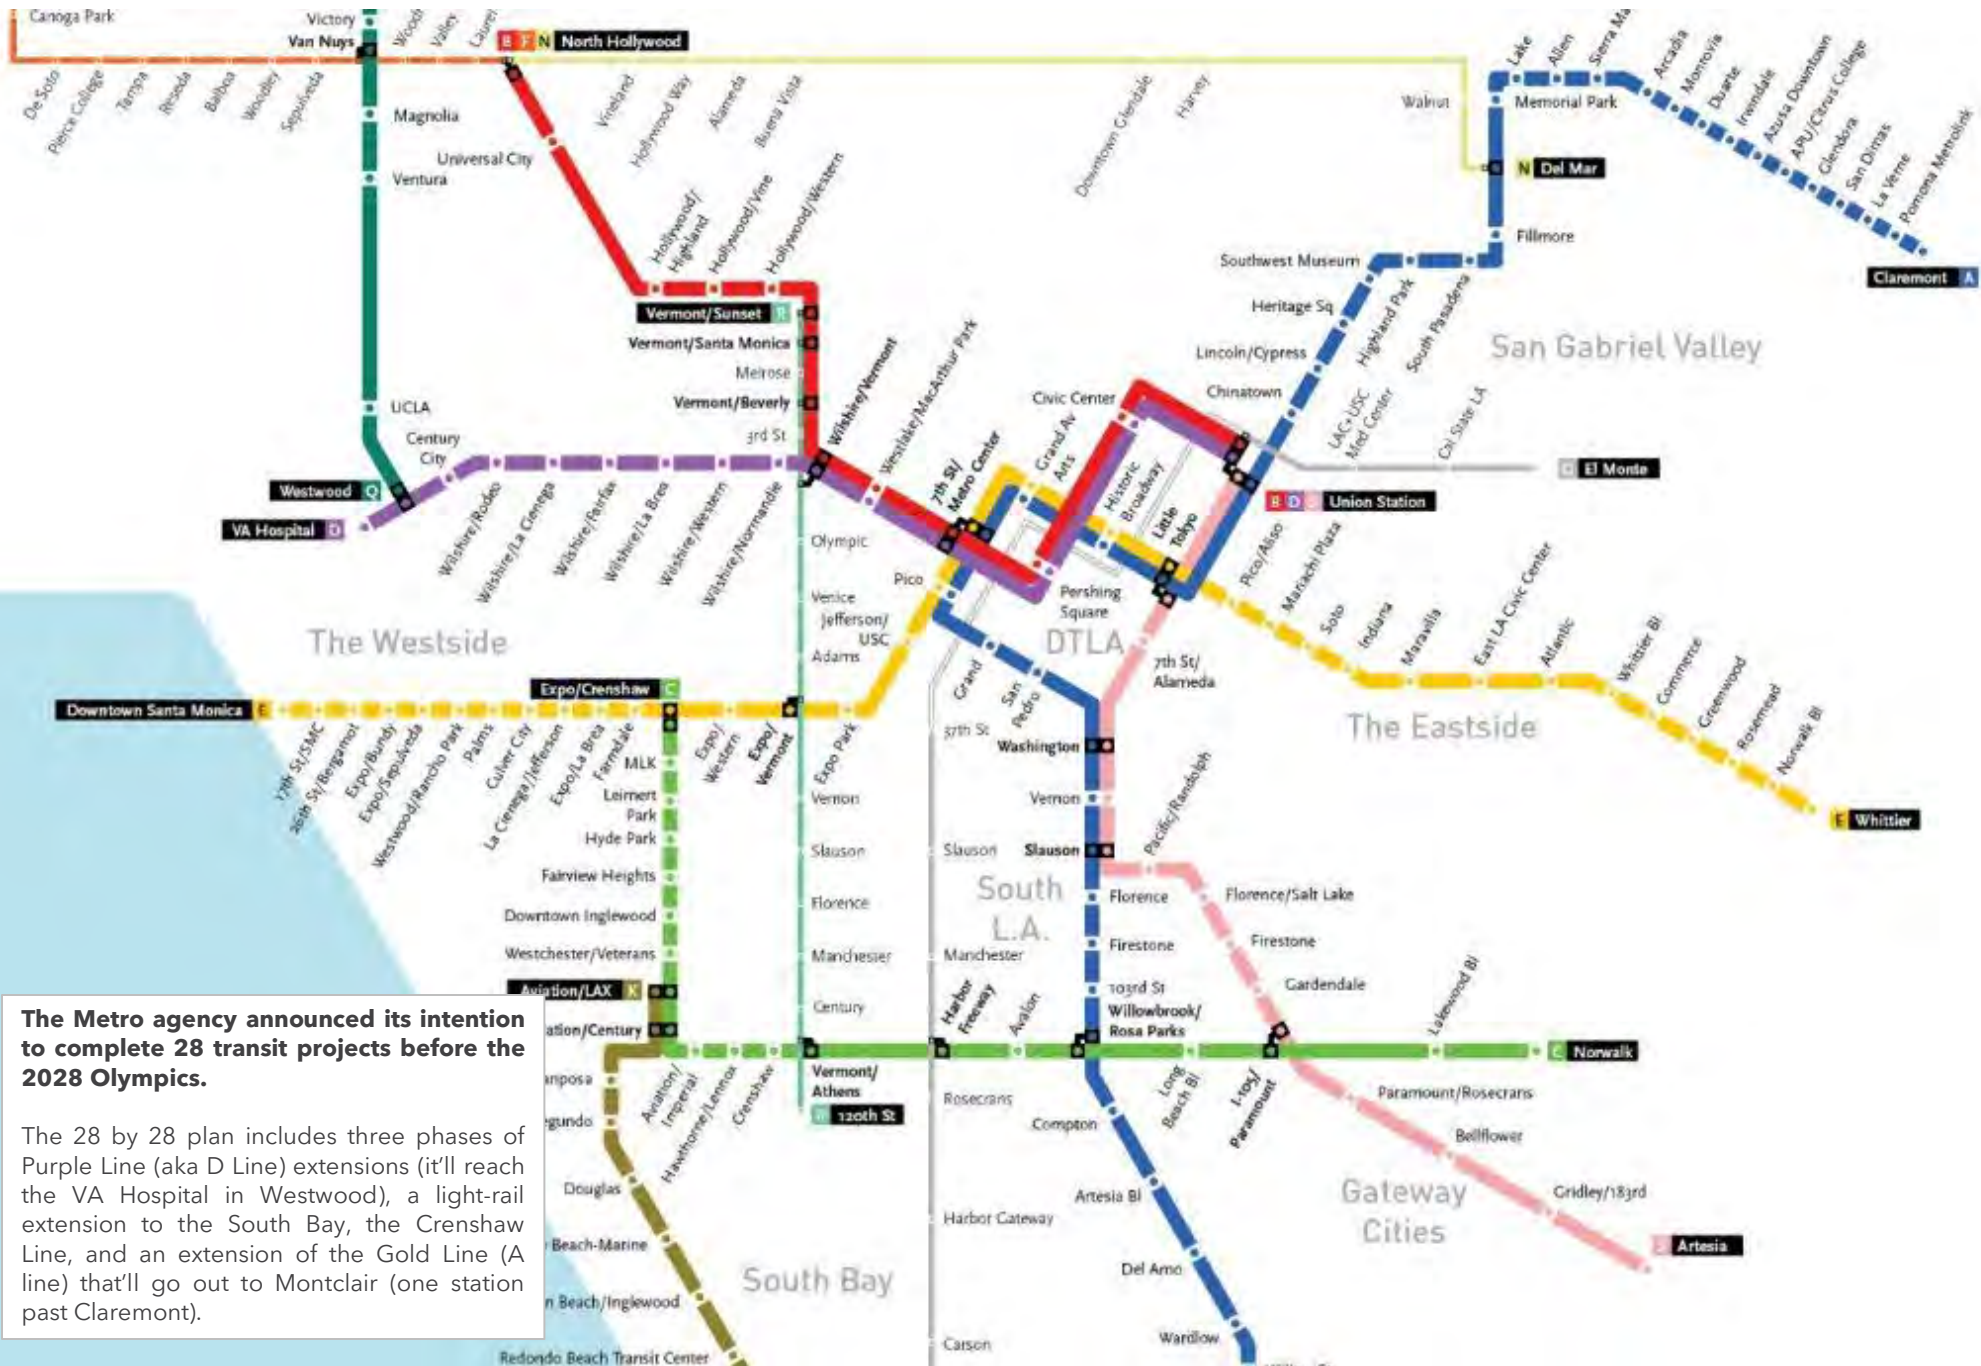 Canoga Park
Victory
Van Nuys
Valley
B F N North Hollywood
De Soto
Pierce College
Tampa
Reseda
Balboa
Woodley
Sepulveda
Magnolia
Ventura
Universal City
Vineland
Hollywood Way
Alameda
Buena Vista
Downtown Glendale
Harvey
Walnut
Lake
Allen
Memorial Park
Arcadia
Monrovia
Duarte
Irwindale
Azusa Downtown
APU/Citrus College
Glendora
San Dimas
La Verne
Pomona Metrolink
Claremont A
N Del Mar
Fillmore
Southwest Museum
Heritage Sq
Lincoln/Cypress
Chinatown
Highland Park
South Pasadena
San Gabriel Valley
Hollywood/
Highland
Hollywood/Vine
Hollywood/Western
Vermont/Sunset R
Vermont/Santa Monica
Melrose
Vermont/Beverly
3rd St
Wilshire/Vermont
Westlake/MacArthur Park
7th St/
Metro Center
Grand Av
Arts
Civic Center
Historic
Broadway
Little
Tokyo
LAC+USC
Med Center
Cal State LA
El Monte
B D Union Station
UCLA
Century
City
Westwood Q
VA Hospital D
Wilshire/Rodeo
Wilshire/La Cienega
Wilshire/Fairfax
Wilshire/La Brea
Wilshire/Western
Wilshire/Normandie
Olympic
Venice
Jefferson/
USC
Adams
Pico
Pershing
Square
DTLA
Pico/Aliso
Mariachi Plaza
Soto
Indiana
Maravilla
East LA Civic Center
Atlantic
Whittier Bl
Commerce
Greenwood
Rosemead
Norwalk Bl
E Whittier
The Eastside
The Westside
Downtown Santa Monica E
Expo/Crenshaw C
17th St/SMC
26th St/Bergamot
Expo/Bundy
Expo/Sepulveda
Westwood/Rancho Park
Palms
Culver City
La Cienega/Jefferson
Expo/La Brea
Farmdale
Expo/
Western
Expo/
Vermont
Expo Park
Grand
San
Pedro
7th St/
Alameda
37th St
Washington
Vernon
Slauson
Pacific/Randolph
MLK
Leimert
Park
Hyde Park
Fairview Heights
Downtown Inglewood
Westchester/Veterans
Aviation/LAX K
ation/Century
Vernon
Slauson
Florence
Manchester
Century
Slauson
Manchester
South
L.A.
Florence
Firestone
103rd St
Willowbrook/
Rosa Parks
Florence/Salt Lake
Firestone
Gardendale
Lakewood Bl
C Norwalk
Harbor
Freeway
Avalon
Aviation/
Imperial
Hawthorne/Lennox
Crenshaw
Vermont/
Athens
120th St
Rosecrans
Compton
Long
Beach Bl
I-105/
Paramount
Paramount/Rosecrans
Bellflower
Gridley/183rd
Artesia
Gateway
Cities
ariposa
egundo
Douglas
Beach-Marine
n Beach/Inglewood
Redondo Beach Transit Center
South Bay
Harbor Gateway
Carson
Artesia Bl
Del Amo
Wardlow
The Metro agency announced its intention
to complete 28 transit projects before the
2028 Olympics.
The 28 by 28 plan includes three phases of
Purple Line (aka D Line) extensions (it'll reach
the VA Hospital in Westwood), a light-rail
extension to the South Bay, the Crenshaw
Line, and an extension of the Gold Line (A
line) that'll go out to Montclair (one station
past Claremont).